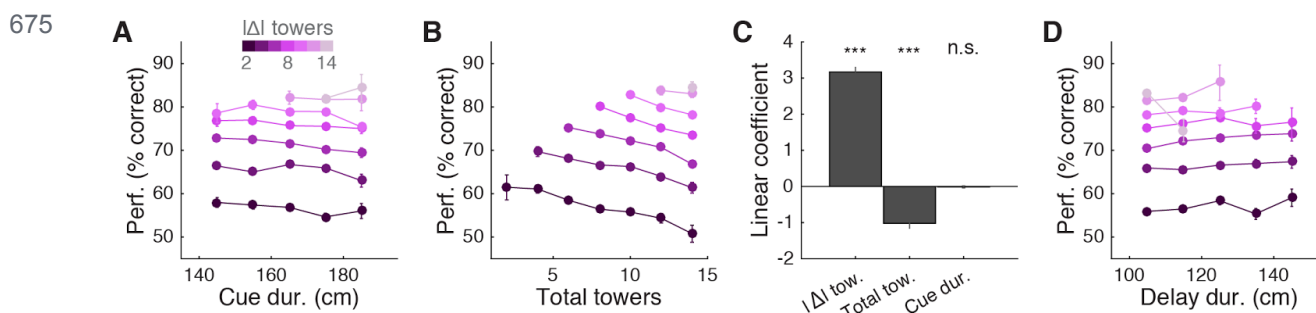 675
A
|Δ| towers
2 8 14
Perf. (% correct)
90
80
70
60
50
140 160 180
Cue dur. (cm)
B
Perf. (% correct)
90
80
70
60
50
0 5 10 15
Total towers
C
Linear coefficient
4
3
2
1
0
-1
-2
*** *** n.s.
|Δ| tow.
Total tow.
Cue dur.
D
Perf. (% correct)
90
80
70
60
50
100 120 140
Delay dur. (cm)